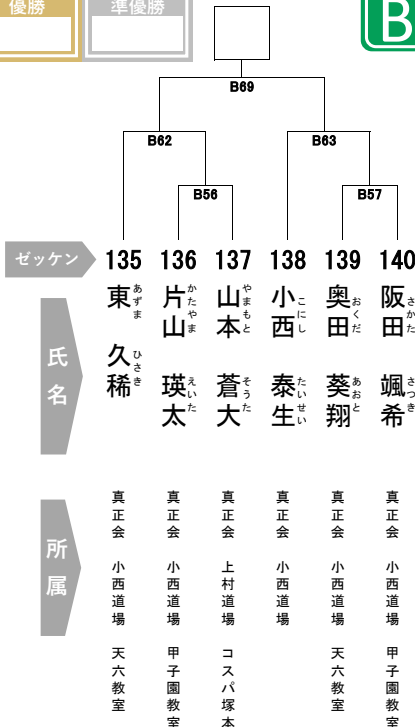 優勝
準優勝
B
B69
B62
B63
B56
B57
ゼッケン
135
136
137
138
139
140
氏名
東 久稀
あずま ひさき
片山 瑛太
かたやま えいた
山本 蒼大
やまもと そうた
小西 泰生
こにし たいせい
奥田 葵翔
おくだ あおと
阪田 颯希
さかた さつき
所属
真正会 小西道場 天六教室
真正会 小西道場 甲子園教室
真正会 上村道場 コスパ塚本
真正会 小西道場
真正会 小西道場 天六教室
真正会 小西道場 甲子園教室